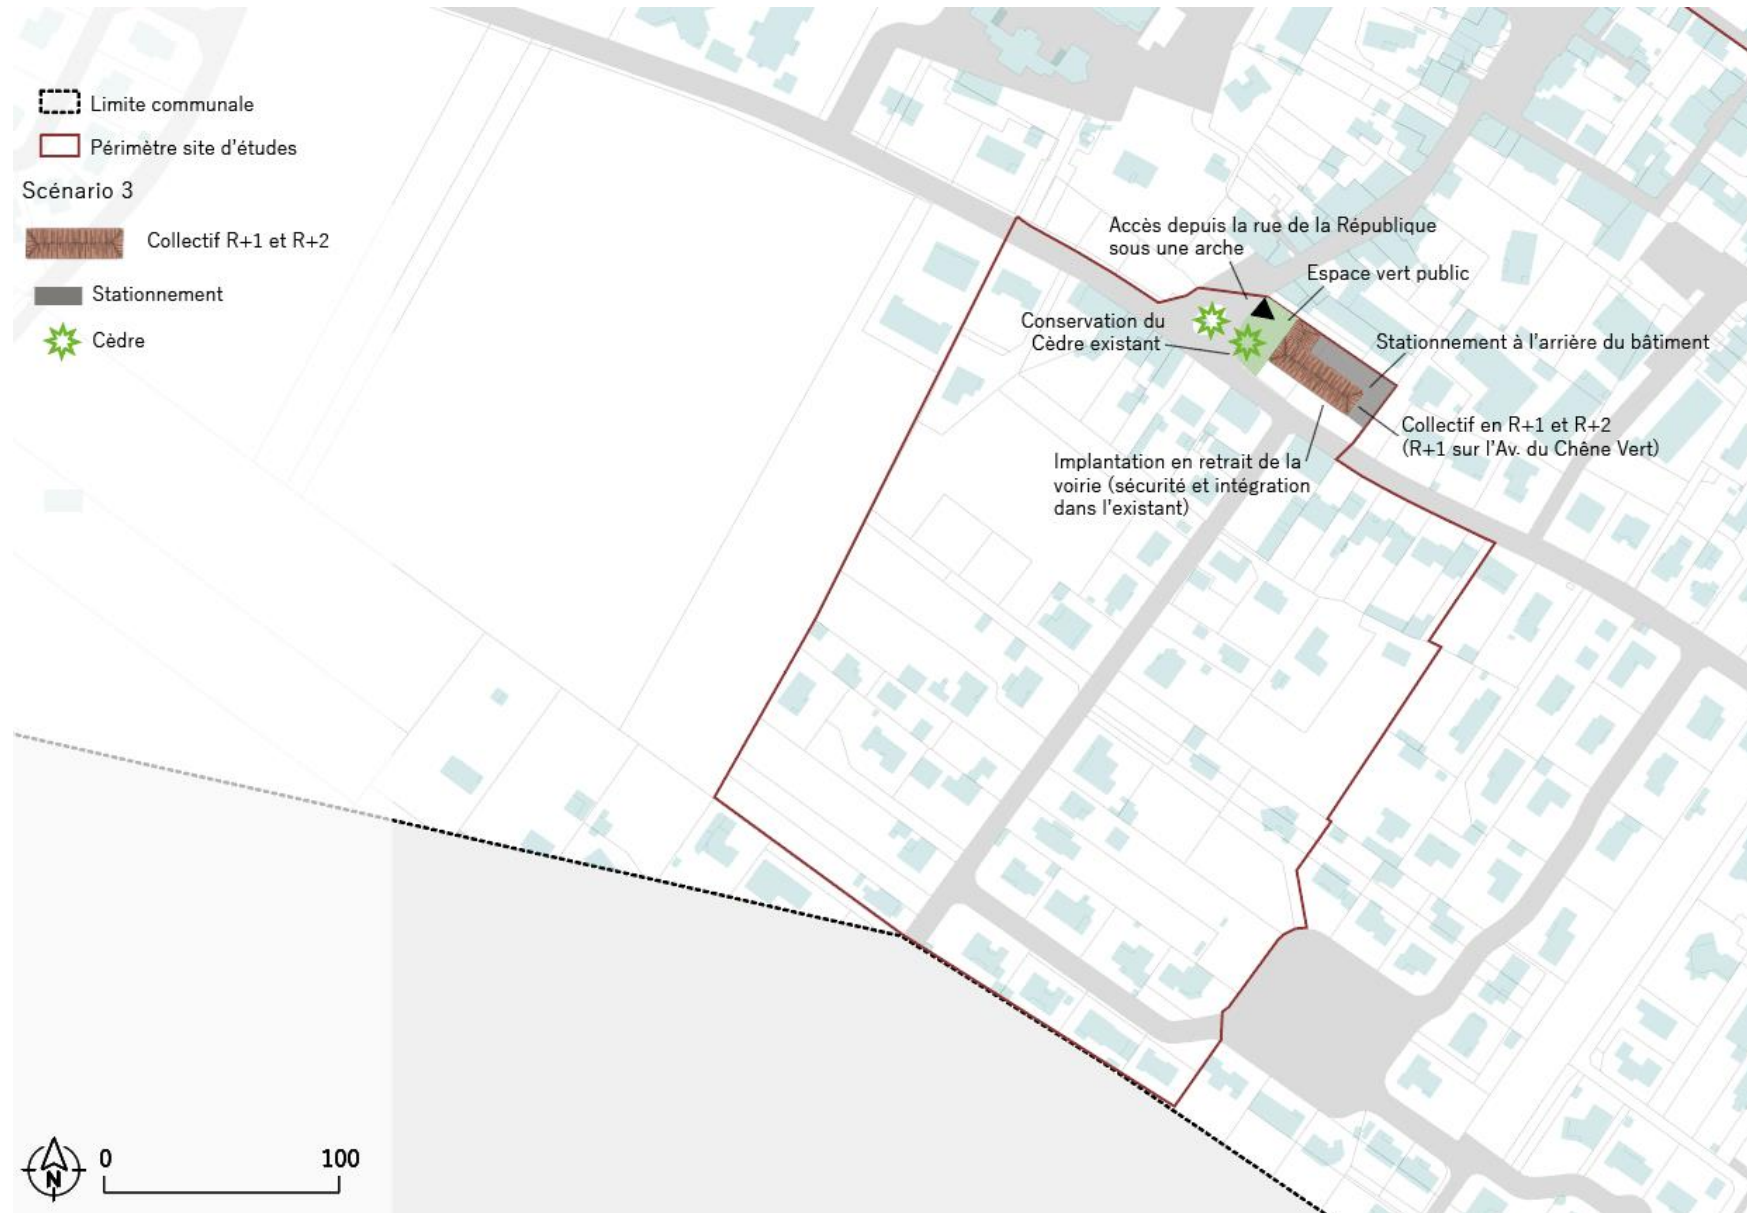 Limite communale
Périmètre site d'études
Scénario 3
Collectif R+1 et R+2
Stationnement
Cèdre
Accès depuis la rue de la République
sous une arche
Espace vert public
Conservation du
Cèdre existant
Stationnement à l'arrière du bâtiment
Collectif en R+1 et R+2
(R+1 sur l'Av. du Chêne Vert)
Implantation en retrait de la
voirie (sécurité et intégration
dans l'existant)
N
0 100